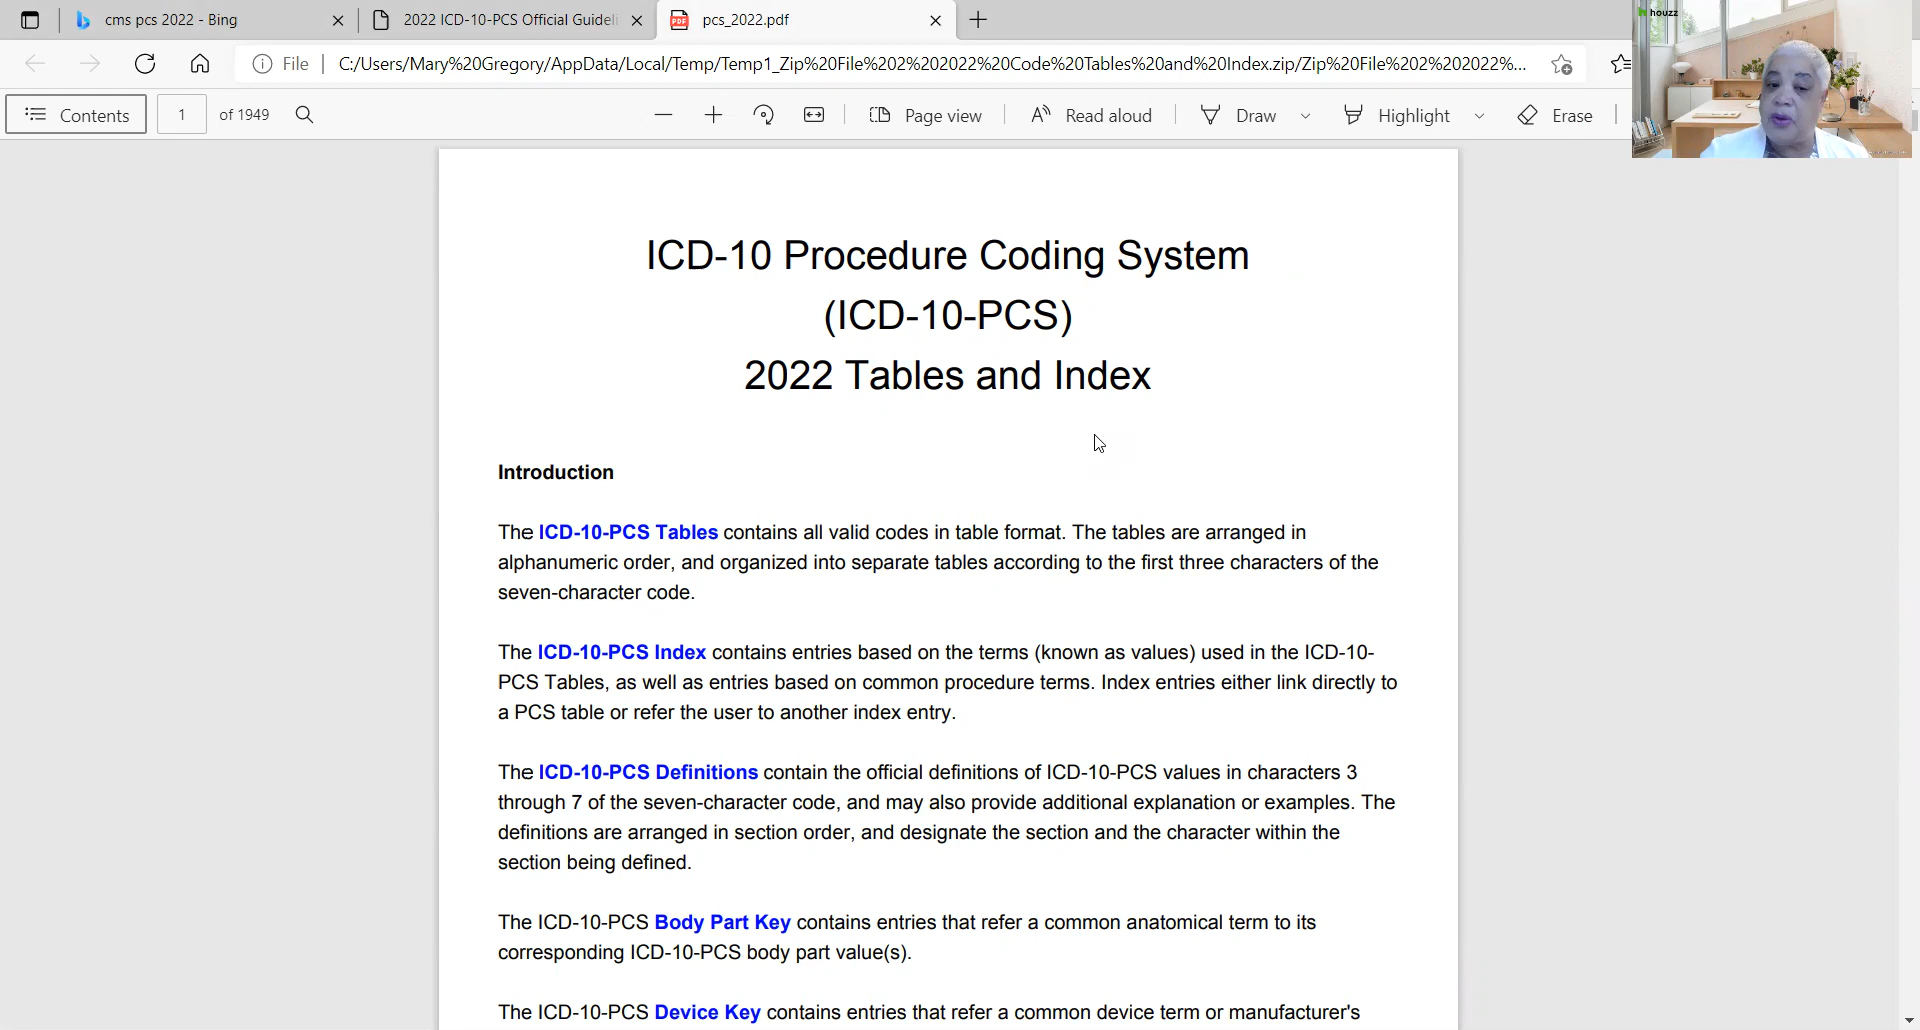 cms pcs 2022 - Bing
2022 ICD-10-PCS Official Guideli
pcs_2022.pdf
File
C:/Users/Mary%20Gregory/AppData/Local/Temp/Temp1_Zip%20File%202%202022%20Code%20Tables%20and%20Index.zip/Zip%20File%202%202022%...
Contents
1
of 1949
Page view
Read aloud
Draw
Highlight
Erase
houzz
ICD-10 Procedure Coding System
(ICD-10-PCS)
2022 Tables and Index
Introduction
The ICD-10-PCS Tables contains all valid codes in table format. The tables are arranged in
alphanumeric order, and organized into separate tables according to the first three characters of the
seven-character code.
The ICD-10-PCS Index contains entries based on the terms (known as values) used in the ICD-10-
PCS Tables, as well as entries based on common procedure terms. Index entries either link directly to
a PCS table or refer the user to another index entry.
The ICD-10-PCS Definitions contain the official definitions of ICD-10-PCS values in characters 3
through 7 of the seven-character code, and may also provide additional explanation or examples. The
definitions are arranged in section order, and designate the section and the character within the
section being defined.
The ICD-10-PCS Body Part Key contains entries that refer a common anatomical term to its
corresponding ICD-10-PCS body part value(s).
The ICD-10-PCS Device Key contains entries that refer a common device term or manufacturer's